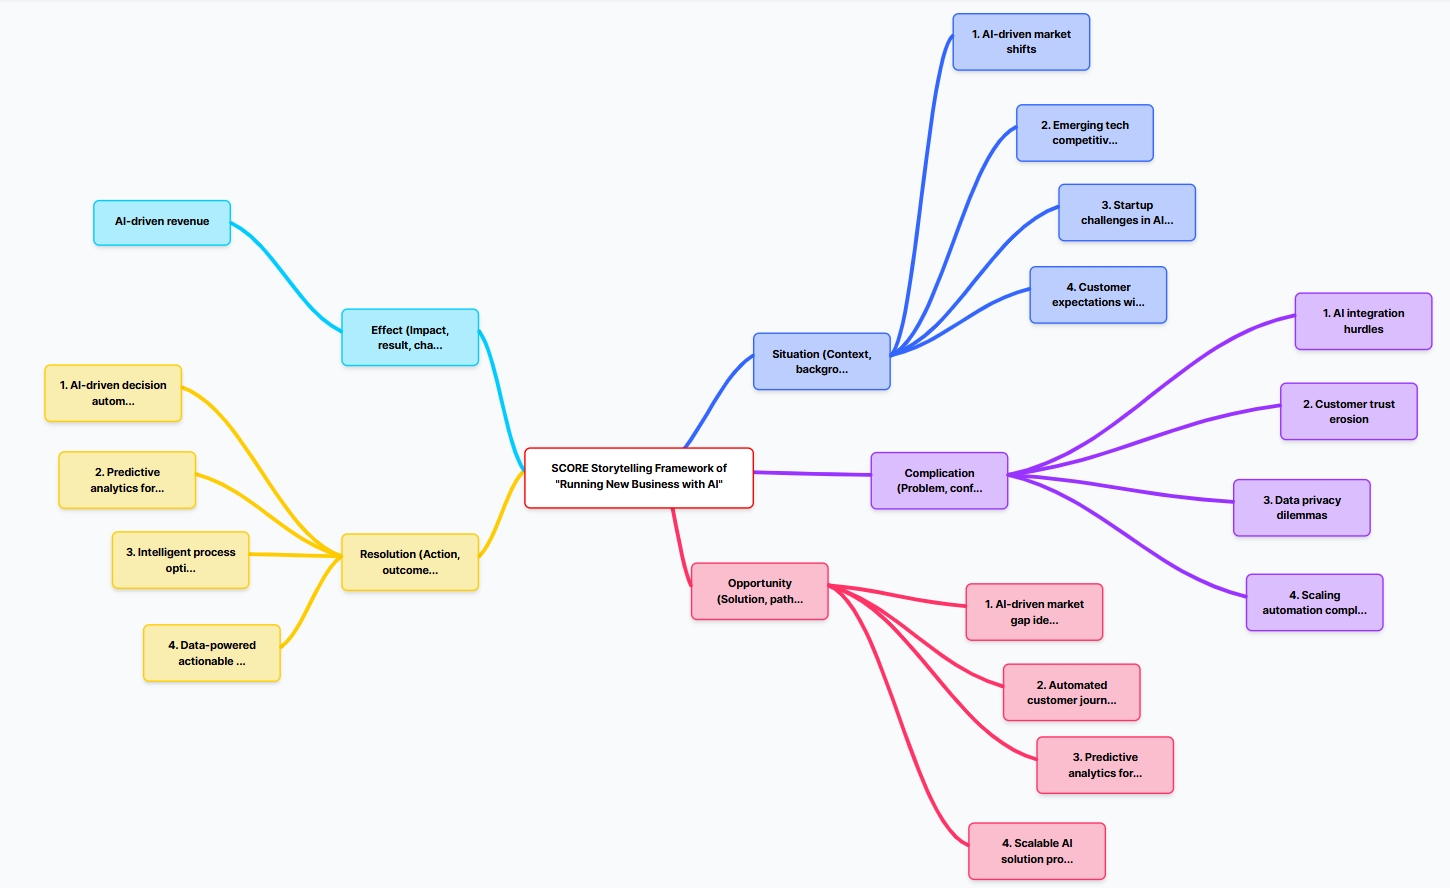 SCORE Storytelling Framework of
"Running New Business with AI"
Situation (Context,
backgro...
1. AI-driven market
shifts
2. Emerging tech
competitiv...
3. Startup
challenges in AI...
4. Customer
expectations wi...
Complication
(Problem, conf...
1. AI integration
hurdles
2. Customer trust
erosion
3. Data privacy
dilemmas
4. Scaling
automation compl...
Opportunity
(Solution, path...
1. AI-driven market
gap ide...
2. Automated
customer journ...
3. Predictive
analytics for...
4. Scalable AI
solution pro...
Resolution (Action,
outcome...
1. AI-driven decision
autom...
2. Predictive
analytics for...
3. Intelligent process
opti...
4. Data-powered
actionable ...
Effect (Impact,
result, cha...
AI-driven revenue